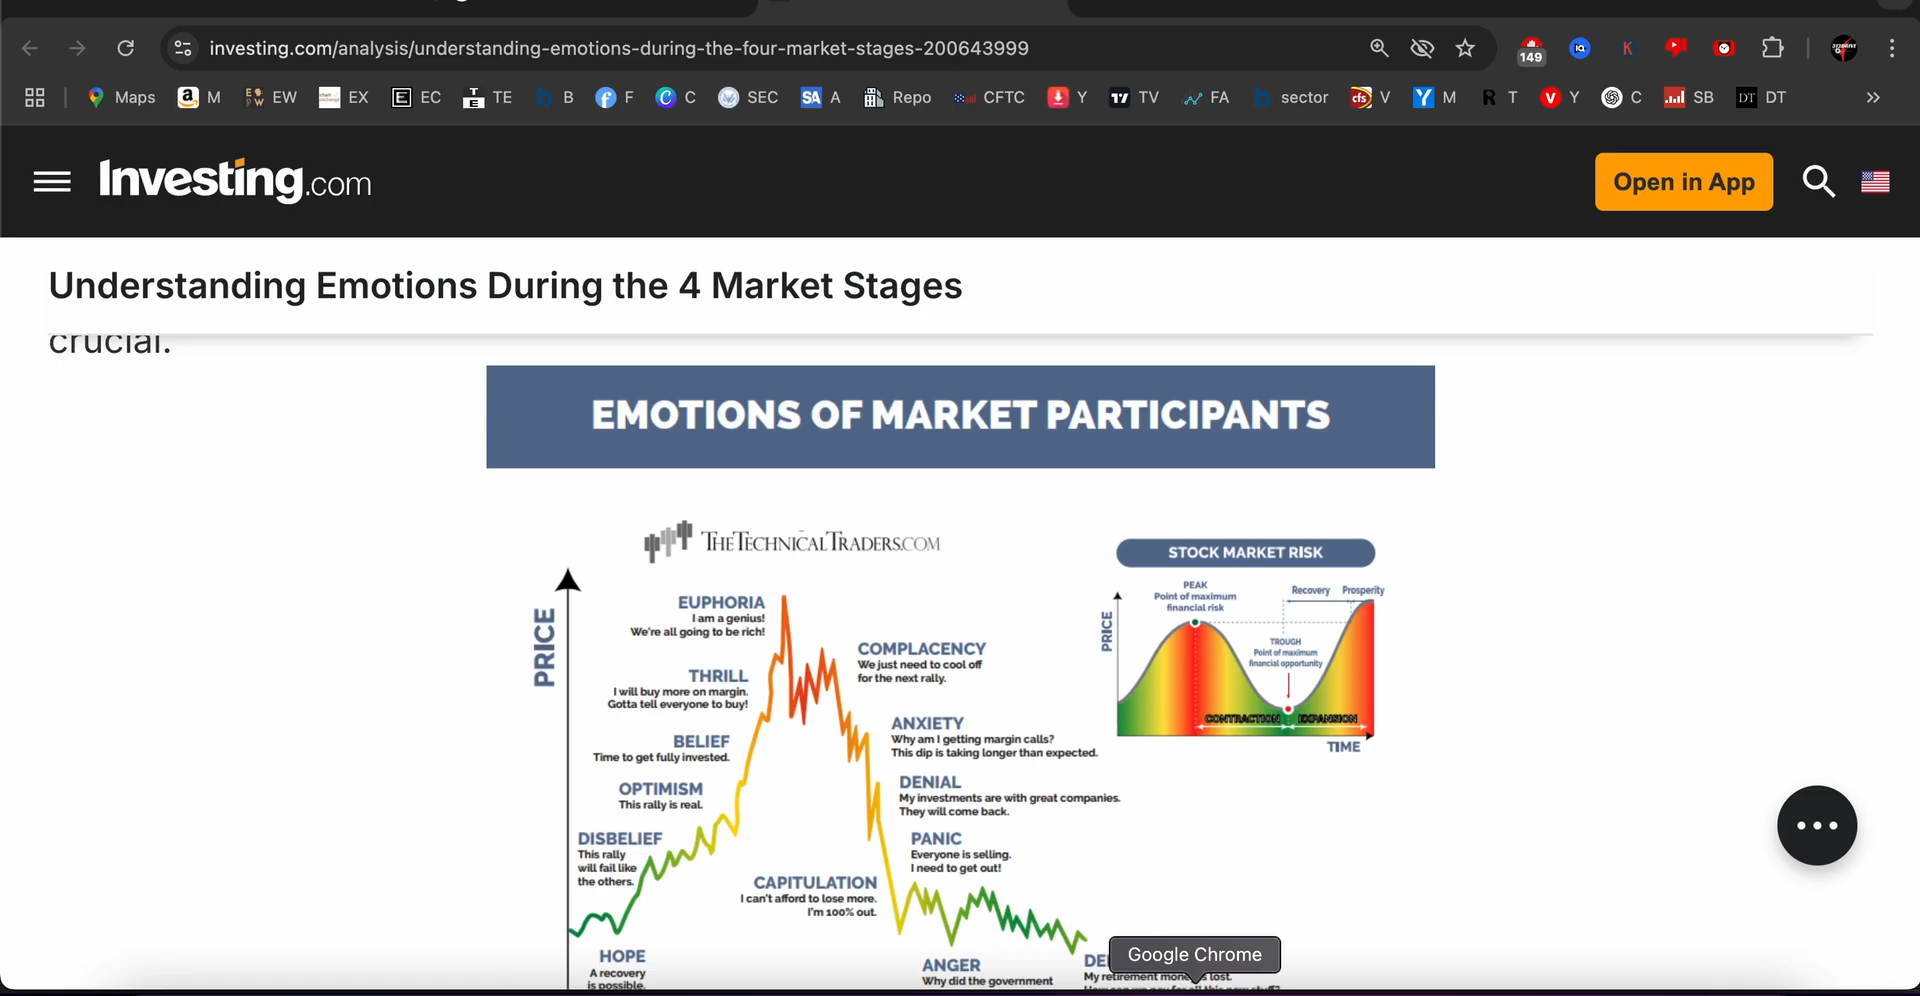 investing.com/analysis/understanding-emotions-during-the-four-market-stages-200643999
149
Maps
M
EW
EX
EC
TE
B
F
C
SEC
A
Repo
CFTC
Y
TV
FA
sector
V
M
T
Y
C
SB
DT
Investing.com
Open in App
Understanding Emotions During the 4 Market Stages
crucial.
EMOTIONS OF MARKET PARTICIPANTS
THETECHNICALTRADERS.COM
PRICE
EUPHORIA
I am a genius!
We're all going to be rich!
THRILL
I will buy more on margin.
Gotta tell everyone to buy!
BELIEF
Time to get fully invested.
OPTIMISM
This rally is real.
DISBELIEF
This rally
will fail like
the others.
HOPE
A recovery
is possible.
COMPLACENCY
We just need to cool off
for the next rally.
ANXIETY
Why am I getting margin calls?
This dip is taking longer than expected.
DENIAL
My investments are with great companies.
They will come back.
PANIC
Everyone is selling.
I need to get out!
CAPITULATION
I can't afford to lose more.
I'm 100% out.
ANGER
Why did the government
My retirement money is lost.
Google Chrome
STOCK MARKET RISK
PRICE
PEAK
Point of maximum
financial risk
Recovery
Prosperity
TROUGH
Point of maximum
financial opportunity
CONTRACTION
EXPANSION
TIME